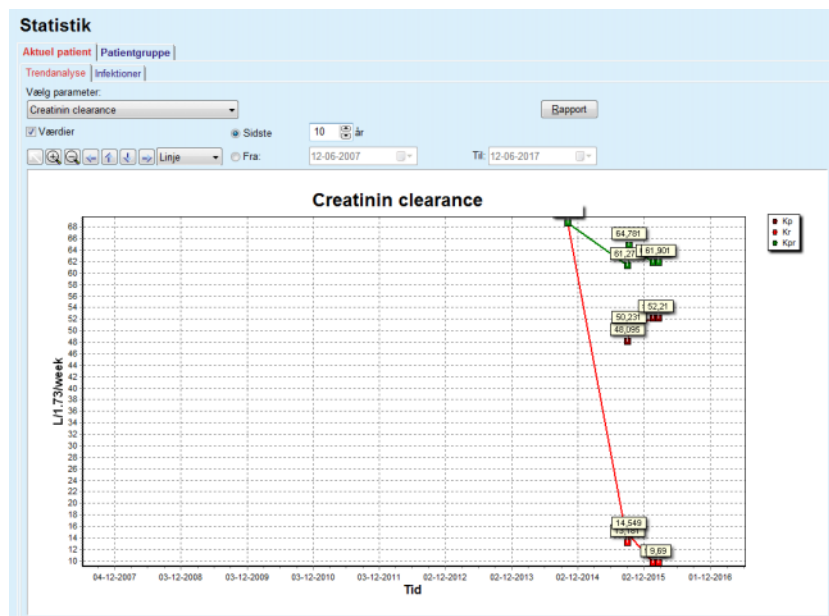 Statistik
Aktuel patient Patientgruppe
Trendanalyse Infektioner
Vælg parameter:
Creatinin clearance Rapport
Værdier Sidste 10 år
Linje Fra: 12-06-2007 Til: 12-06-2017
Creatinin clearance
Kp
Kr
Kpr
68
66
64
62
60
58
56
54
52
50
48
46
44
42
40
38
36
34
32
30
28
26
24
22
20
18
16
14
12
10
L/1.73/week
64,781
61,901
52,21
50,231
48,095
14,549
9,69
04-12-2007 03-12-2008 03-12-2009 03-12-2010 03-12-2011 02-12-2012 02-12-2013 02-12-2014 02-12-2015 01-12-2016
Tid